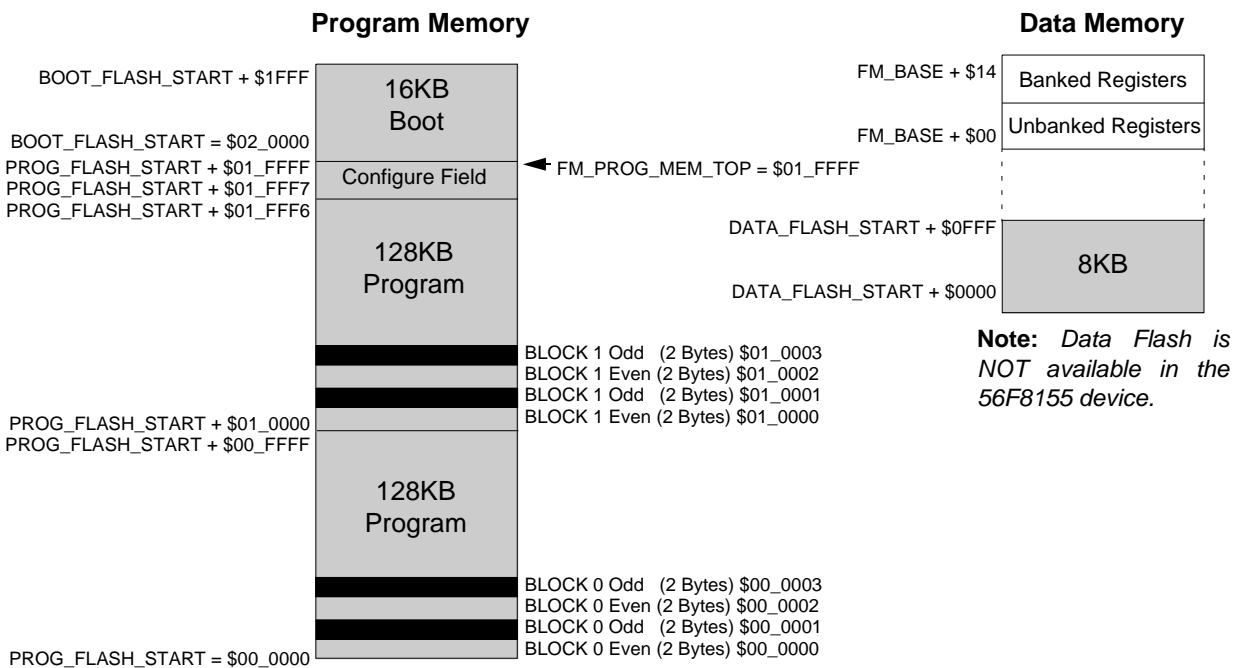 Program Memory
BOOT_FLASH_START + $1FFF
16KB
Boot
BOOT_FLASH_START = $02_0000
PROG_FLASH_START + $01_FFFF
FM_PROG_MEM_TOP = $01_FFFF
Configure Field
PROG_FLASH_START + $01_FFF7
PROG_FLASH_START + $01_FFF6
128KB
Program
BLOCK 1 Odd (2 Bytes) $01_0003
BLOCK 1 Even (2 Bytes) $01_0002
BLOCK 1 Odd (2 Bytes) $01_0001
BLOCK 1 Even (2 Bytes) $01_0000
PROG_FLASH_START + $01_0000
PROG_FLASH_START + $00_FFFF
128KB
Program
BLOCK 0 Odd (2 Bytes) $00_0003
BLOCK 0 Even (2 Bytes) $00_0002
BLOCK 0 Odd (2 Bytes) $00_0001
BLOCK 0 Even (2 Bytes) $00_0000
PROG_FLASH_START = $00_0000
Data Memory
FM_BASE + $14
Banked Registers
Unbanked Registers
FM_BASE + $00
DATA_FLASH_START + $0FFF
8KB
DATA_FLASH_START + $0000
Note: Data Flash is
NOT available in the
56F8155 device.